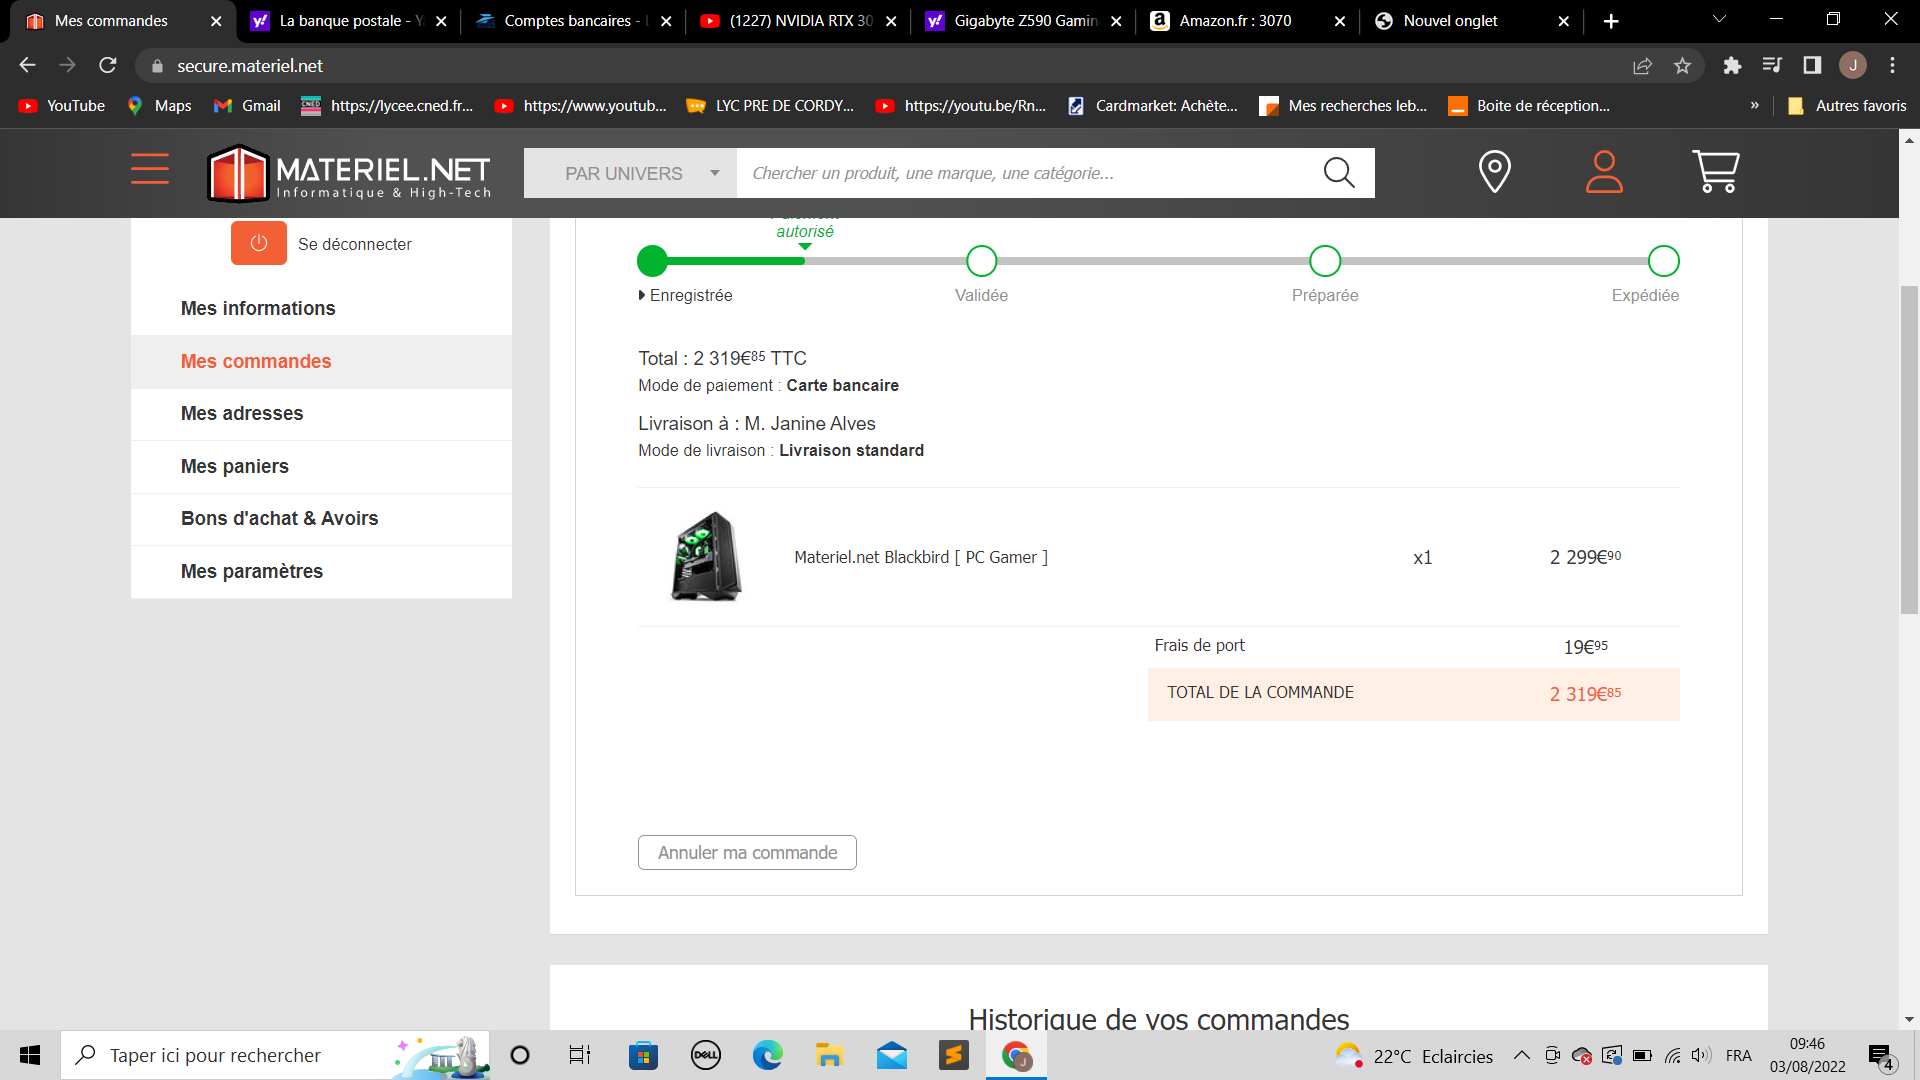 Mes commandes
La banque postale - Ya
Comptes bancaires - L
(1227) NVIDIA RTX 30
Gigabyte Z590 Gamin
Amazon.fr : 3070
Nouvel onglet
secure.materiel.net
J
YouTube
Maps
Gmail
https://lycee.cned.fr...
https://www.youtub...
LYC PRE DE CORDY...
https://youtu.be/Rn...
Cardmarket: Achète...
Mes recherches leb...
Boite de réception...
»
Autres favoris
MATERIEL.NET
Informatique & High-Tech
PAR UNIVERS
Chercher un produit, une marque, une catégorie...
autorisé
Se déconnecter
Enregistrée
Validée
Préparée
Expédiée
Mes informations
Mes commandes
Mes adresses
Mes paniers
Bons d'achat & Avoirs
Mes paramètres
Total : 2 319€85 TTC
Mode de paiement : Carte bancaire
Livraison à : M. Janine Alves
Mode de livraison : Livraison standard
Materiel.net Blackbird [ PC Gamer ]
x1
2 299€90
Frais de port
19€95
TOTAL DE LA COMMANDE
2 319€85
Annuler ma commande
Historique de vos commandes
Taper ici pour rechercher
DELL
J
22°C Eclaircies
FRA
09:46
03/08/2022
4